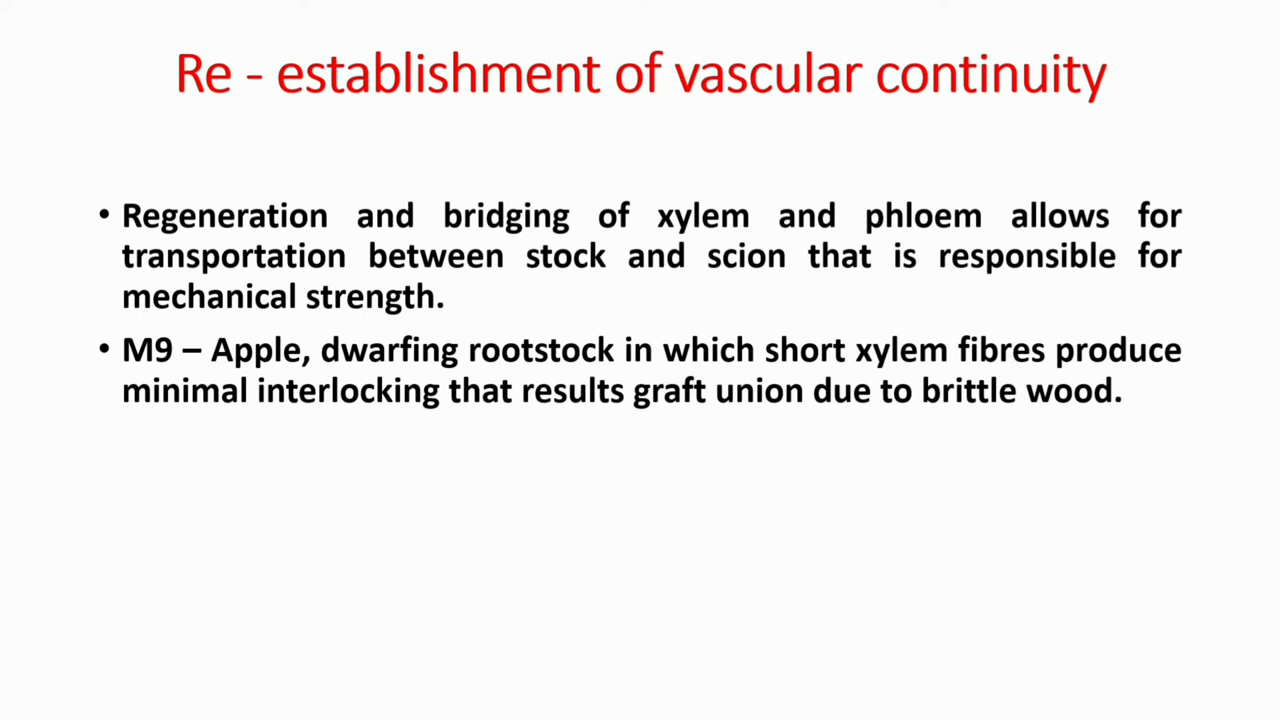 Re - establishment of vascular continuity
• Regeneration and bridging of xylem and phloem allows for
transportation between stock and scion that is responsible for
mechanical strength.
• M9 – Apple, dwarfing rootstock in which short xylem fibres produce
minimal interlocking that results graft union due to brittle wood.